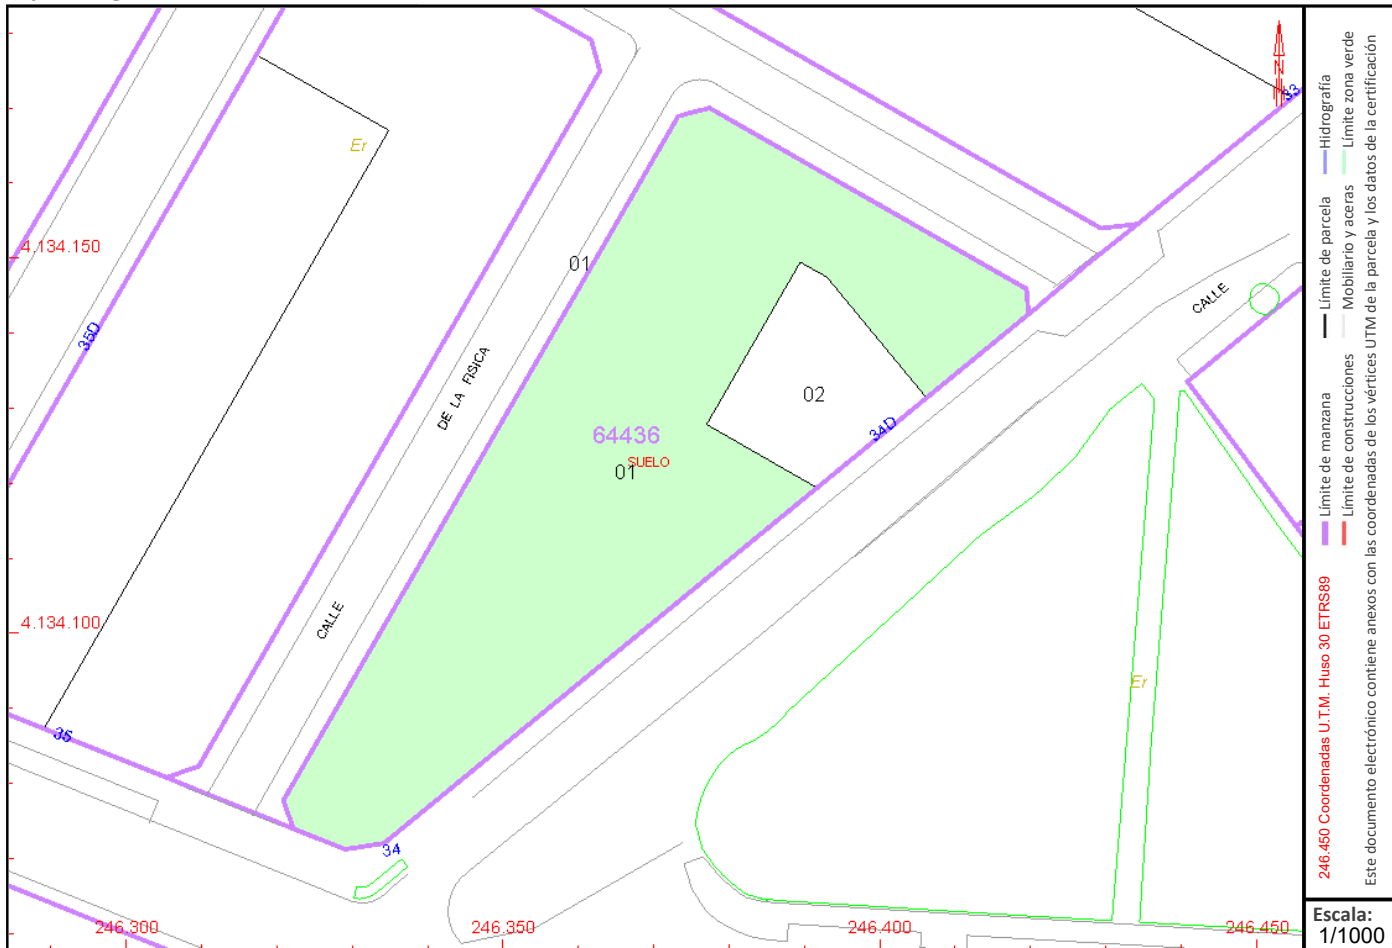 33
Er
01
4.134.150
CALLE
35D
DE LA FISICA
02
34D
64436
SUELO
01
CALLE
4.134.100
Er
35
34
246.300
246.350
246.400
246.450
Hidrografía
Límite zona verde
Límite de parcela
Mobiliario y aceras
Límite de manzana
Límite de construcciones
246.450 Coordenadas U.T.M. Huso 30 ETRS89
Este documento electrónico contiene anexos con las coordenadas de los vértices UTM de la parcela y los datos de la certificación
Escala:
1/1000